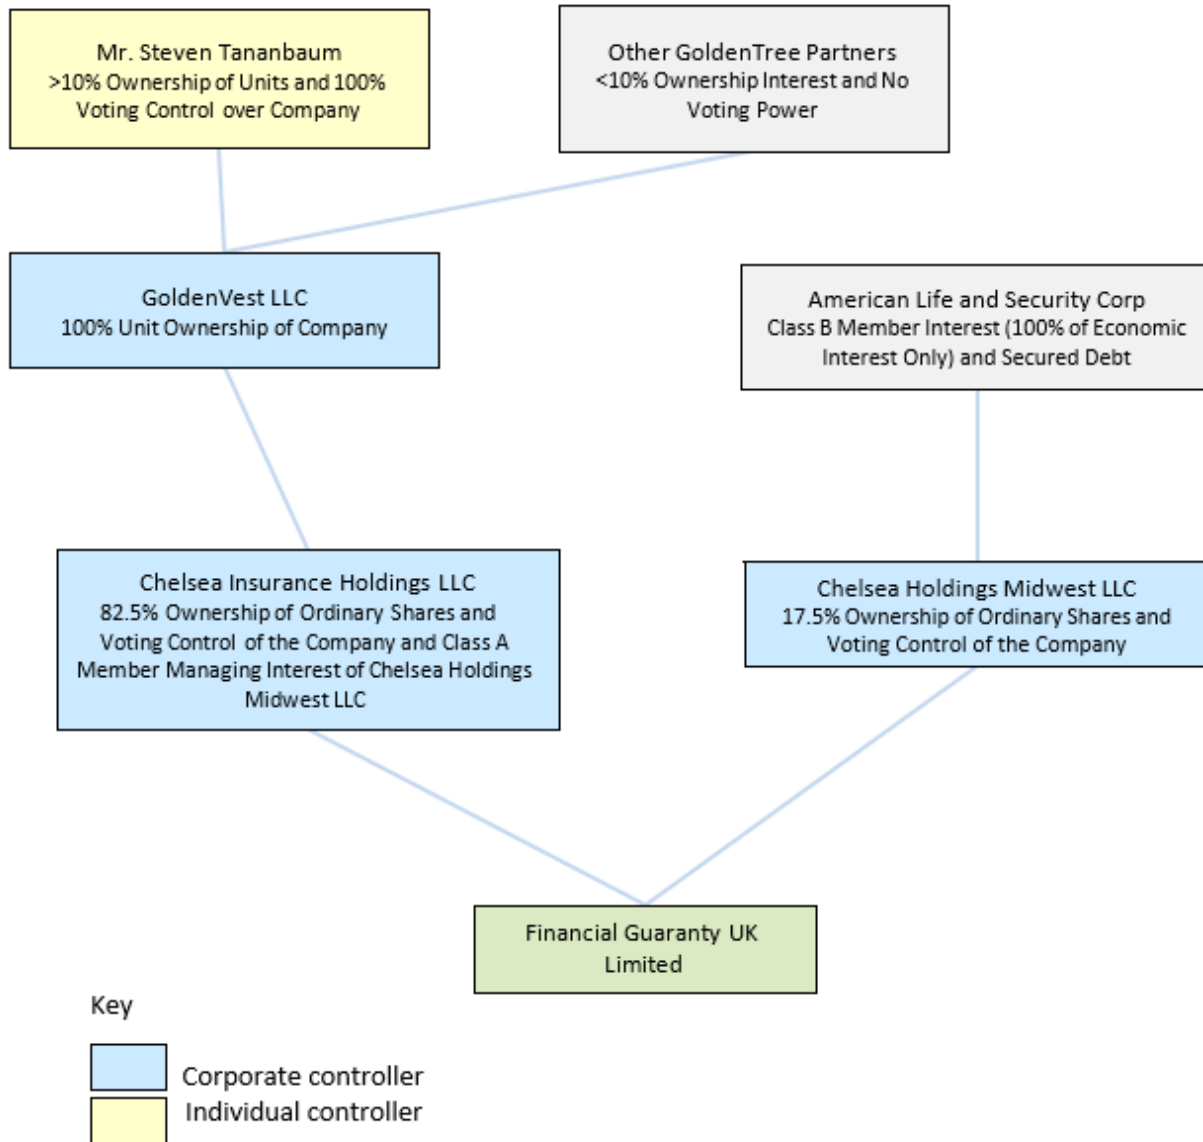 Mr. Steven Tananbaum
>10% Ownership of Units and 100%
Voting Control over Company
Other GoldenTree Partners
<10% Ownership Interest and No
Voting Power
GoldenVest LLC
100% Unit Ownership of Company
American Life and Security Corp
Class B Member Interest (100% of Economic
Interest Only) and Secured Debt
Chelsea Insurance Holdings LLC
82.5% Ownership of Ordinary Shares and
Voting Control of the Company and Class A
Member Managing Interest of Chelsea Holdings
Midwest LLC
Chelsea Holdings Midwest LLC
17.5% Ownership of Ordinary Shares and
Voting Control of the Company
Financial Guaranty UK
Limited
Key
Corporate controller
Individual controller